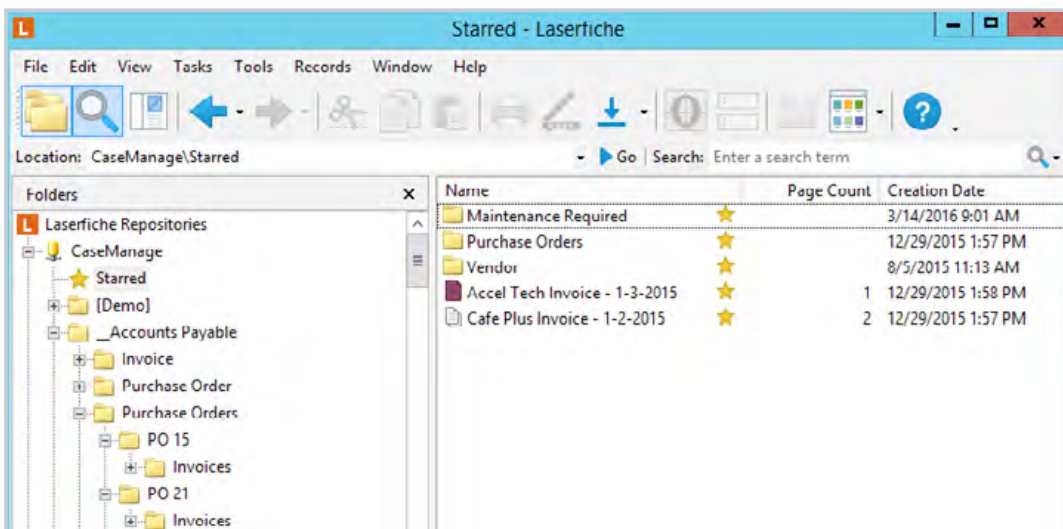 Starred - Laserfiche
File Edit View Tasks Tools Records Window Help
Location: CaseManage\Starred Go Search: Enter a search term
Folders
Laserfiche Repositories
CaseManage
Starred
[Demo]
__Accounts Payable
Invoice
Purchase Order
Purchase Orders
PO 15
Invoices
PO 21
Invoices
Name Page Count Creation Date
Maintenance Required 3/14/2016 9:01 AM
Purchase Orders 12/29/2015 1:57 PM
Vendor 8/5/2015 11:13 AM
Accel Tech Invoice - 1-3-2015 1 12/29/2015 1:58 PM
Cafe Plus Invoice - 1-2-2015 2 12/29/2015 1:57 PM